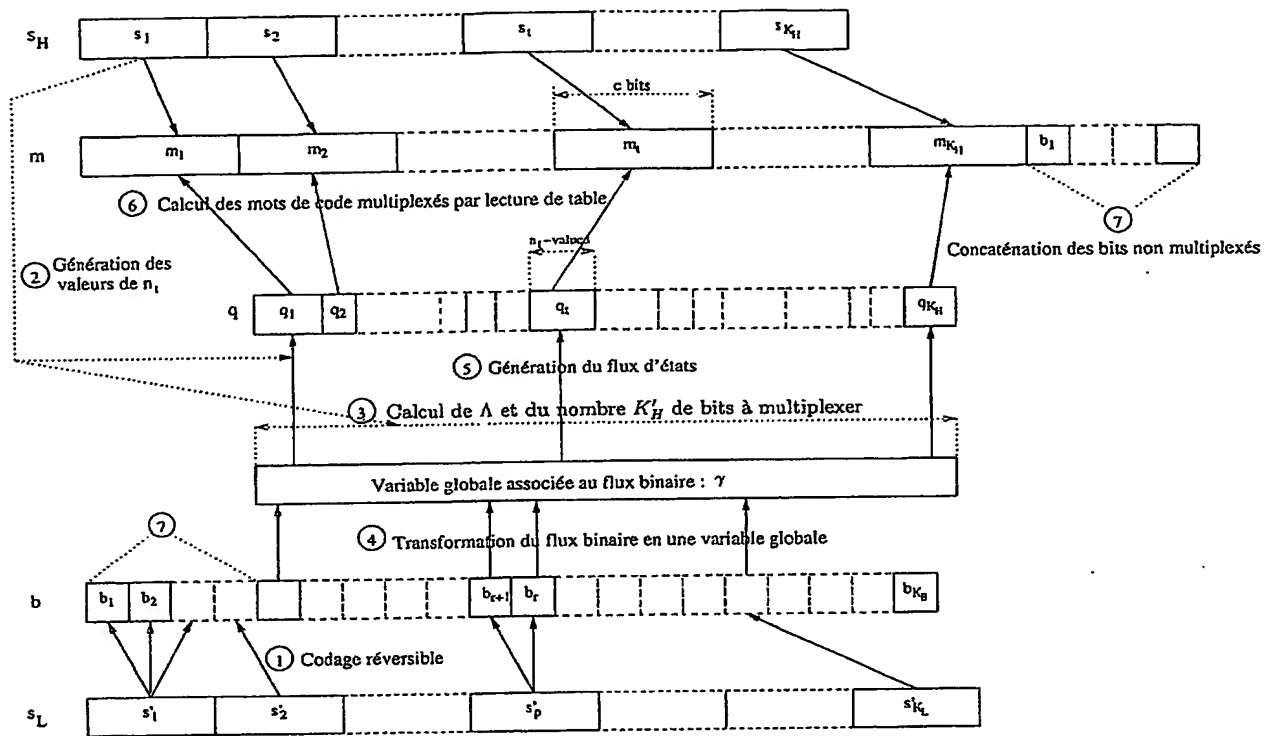 s_H s_1 s_2 s_t s_{K_H}
c bits
m m_1 m_2 m_t m_{K_H} b_1
⑥ Calcul des mots de code multiplexés par lecture de table
⑦
Concaténation des bits non multiplexés
② Génération des
valeurs de n_t
n_t-valued
q q_1 q_2 q_t q_{K_H}
⑤ Génération du flux d'états
③ Calcul de Λ et du nombre K'_H de bits à multiplexer
Variable globale associée au flux binaire : γ
⑦
④ Transformation du flux binaire en une variable globale
b b_1 b_2 b_{r+1} b_r b_{K_B}
① Codage réversible
s_L s'_1 s'_2 s'_p s'_{K_L}